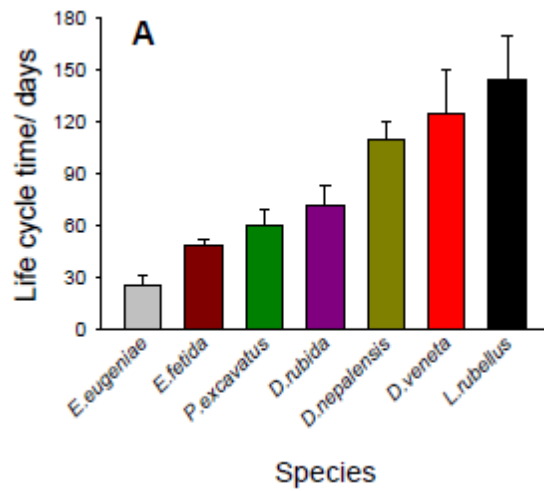 A
Life cycle time/ days
180
150
120
90
60
30
0
E.eugeniae
E.fetida
P.excavatus
D.rubida
D.nepalensis
D.veneta
L.rubellus
Species